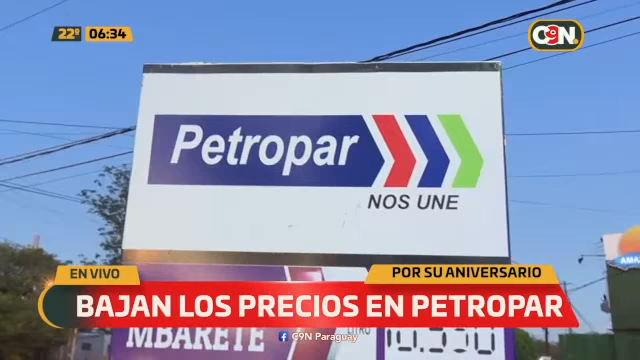 22º 06:34
C9N
Petropar
NOS UNE
EN VIVO
POR SU ANIVERSARIO
BAJAN LOS PRECIOS EN PETROPAR
MBARETE
C9N Paraguay